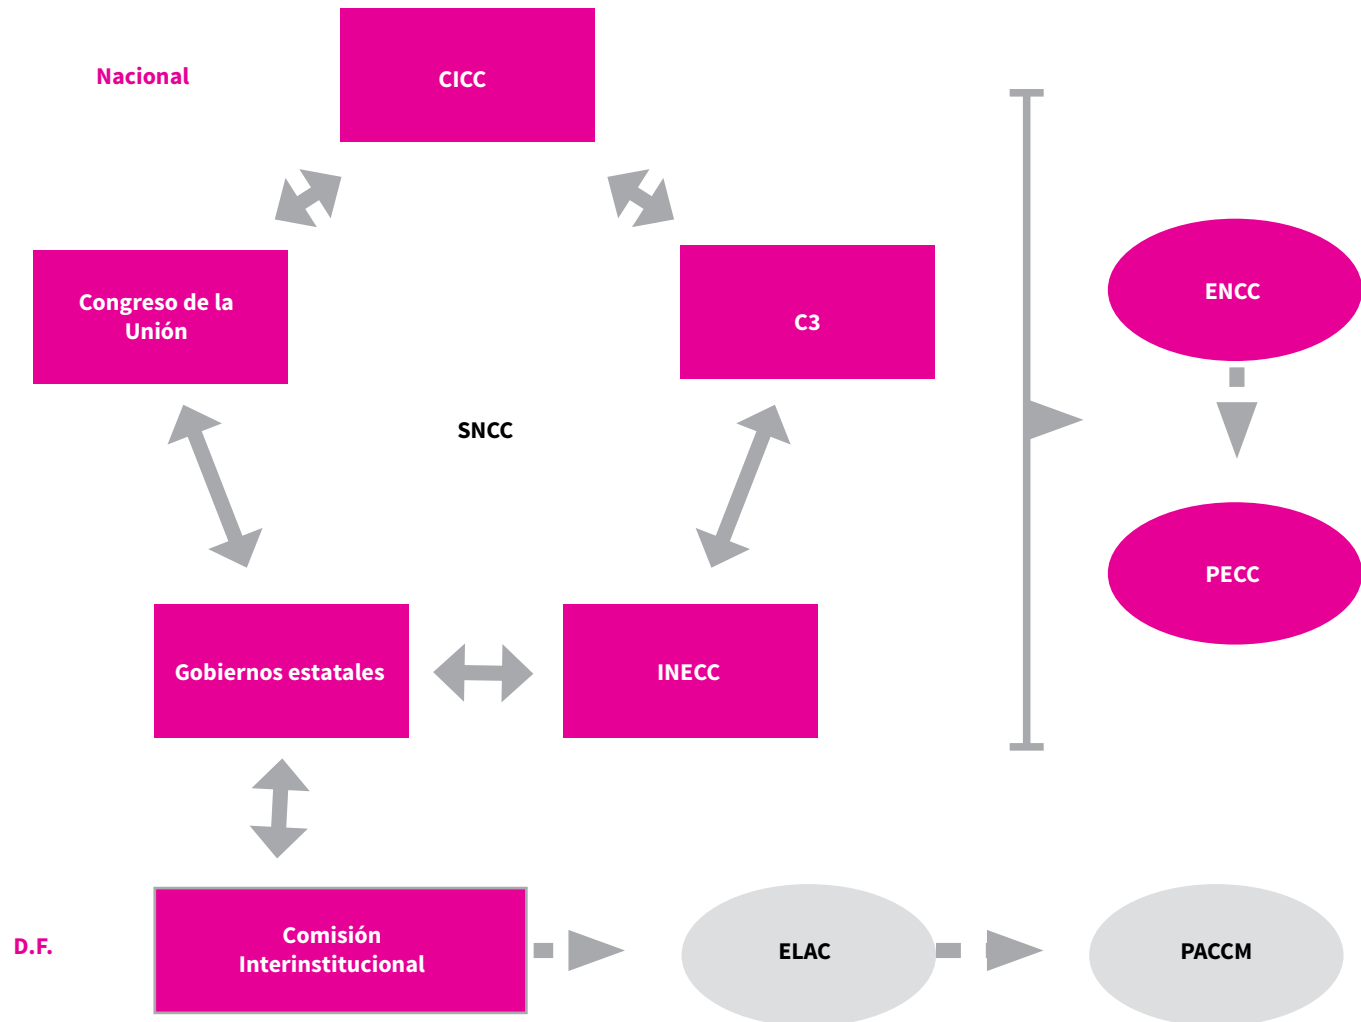 Nacional
CICC
Congreso de la
Unión
C3
ENCC
SNCC
PECC
Gobiernos estatales
INECC
D.F.
Comisión
Interinstitucional
ELAC
PACCM